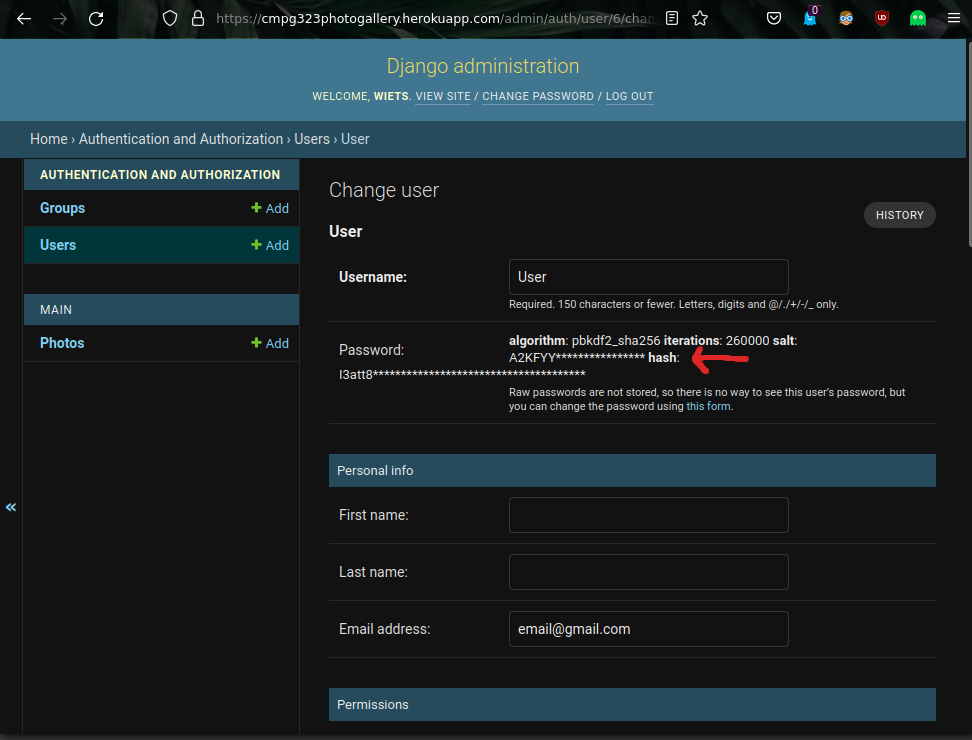 0
https://cmpg323photogallery.herokuapp.com/admin/auth/user/6/chan
UD
Django administration
WELCOME, WIETS. VIEW SITE / CHANGE PASSWORD / LOG OUT
Home › Authentication and Authorization › Users › User
AUTHENTICATION AND AUTHORIZATION
Groups + Add
Users + Add
MAIN
Photos + Add
«
Change user
HISTORY
User
Username: User
Required. 150 characters or fewer. Letters, digits and @/./+/-/_ only.
Password: algorithm: pbkdf2_sha256 iterations: 260000 salt:
A2KFYY**************** hash:
I3att8**************************************
Raw passwords are not stored, so there is no way to see this user’s password, but
you can change the password using this form.
Personal info
First name:
Last name:
Email address: email@gmail.com
Permissions